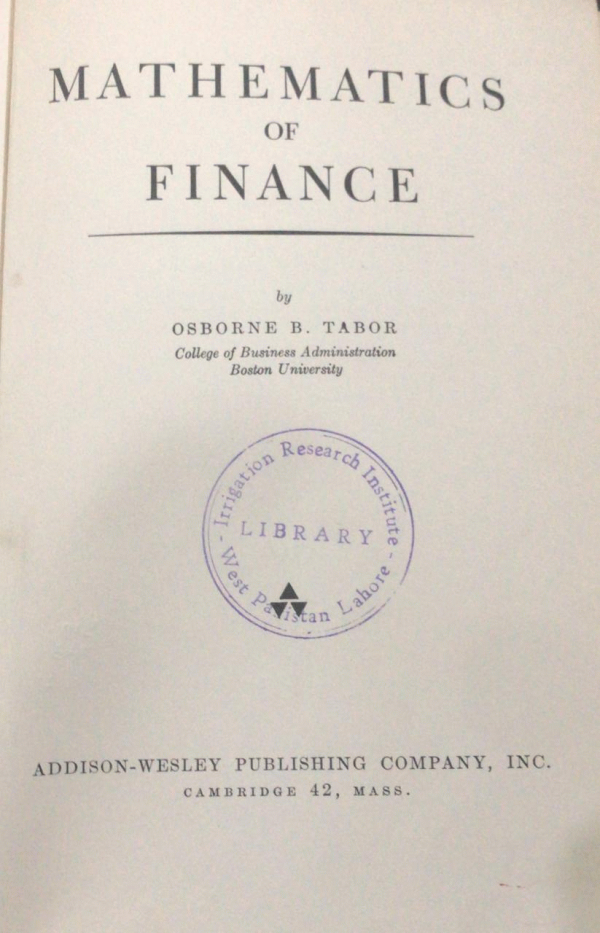 MATHEMATICS
OF
FINANCE
by
OSBORNE B. TABOR
College of Business Administration
Boston University
- Irrigation Research Institute -
LIBRARY
West Pakistan Lahore
ADDISON-WESLEY PUBLISHING COMPANY, INC.
CAMBRIDGE 42, MASS.